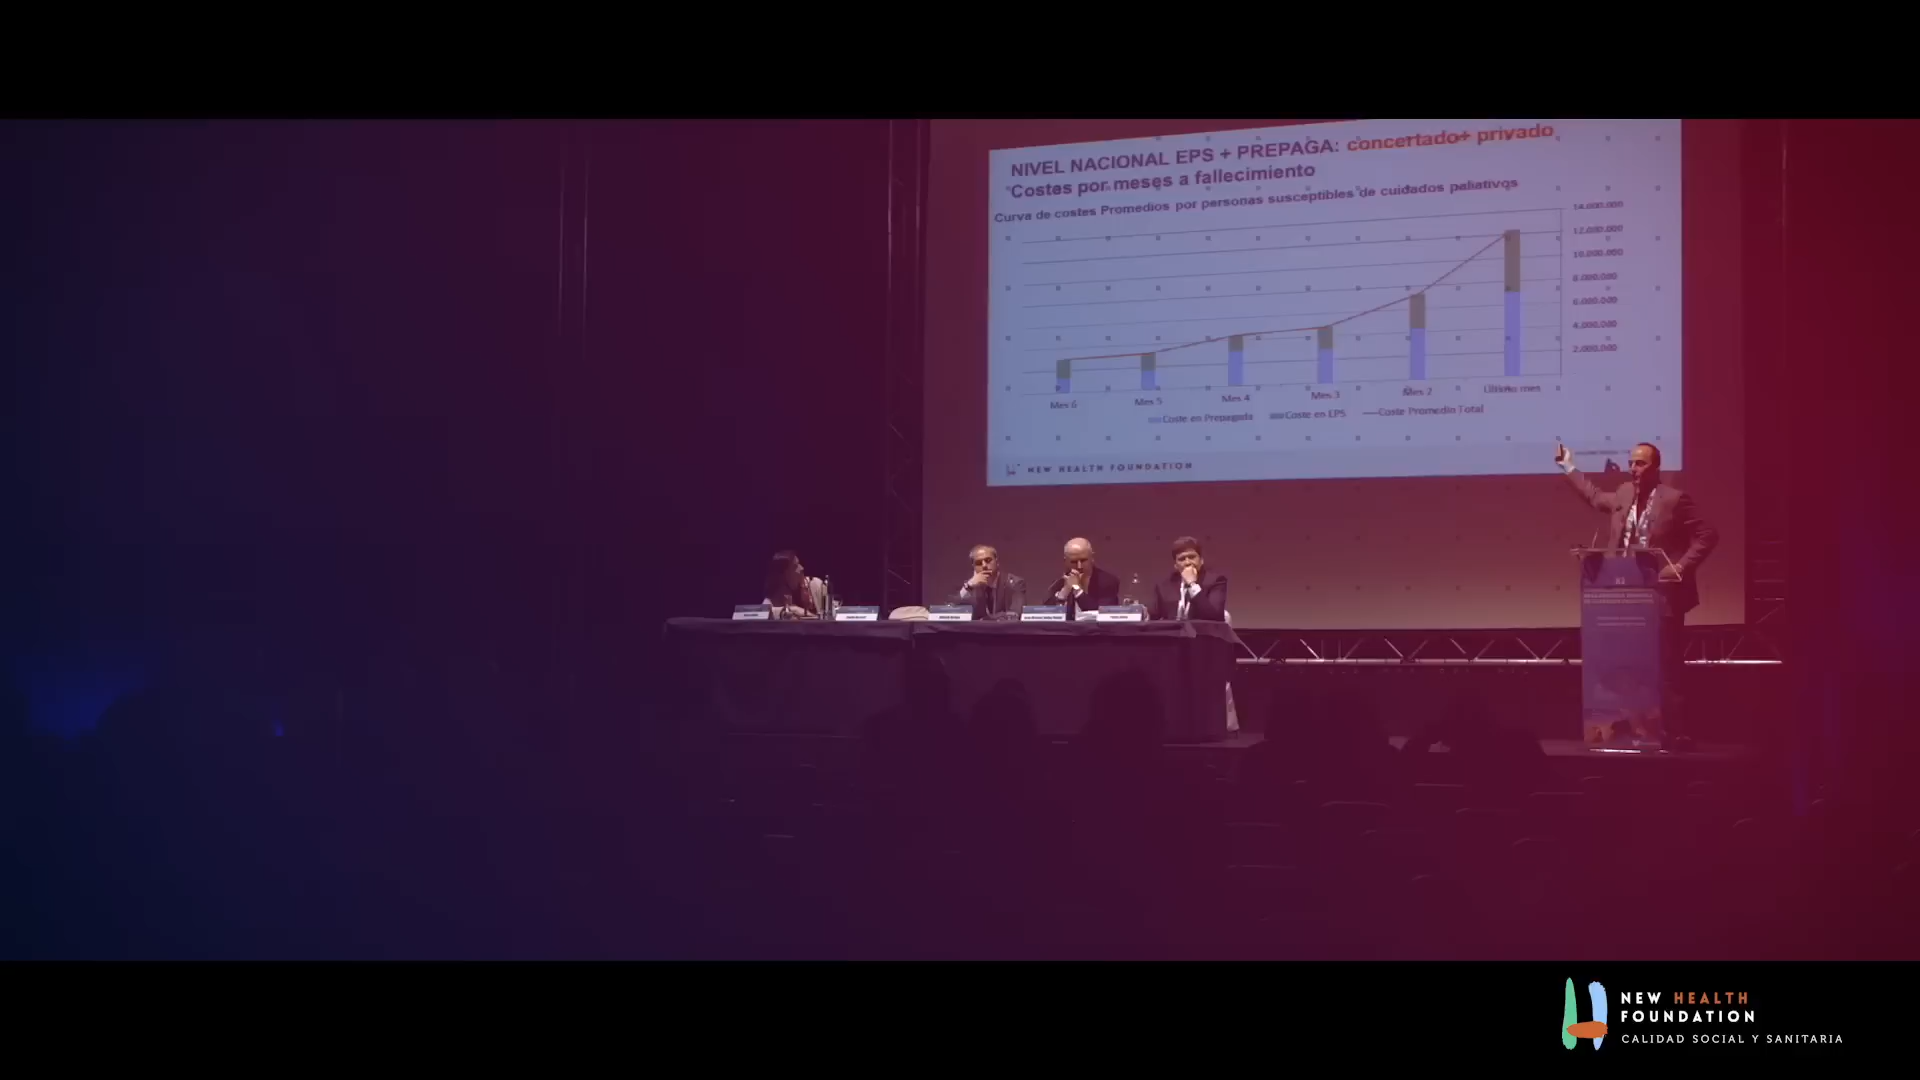 NIVEL NACIONAL EPS + PREPAGA: concertado+ privado
Costes por meses a fallecimiento
Curva de costes Promedios por personas susceptibles de cuidados paliativos
14.000.000
12.000.000
10.000.000
8.000.000
6.000.000
4.000.000
2.000.000
Mes 6 Mes 5 Mes 4 Mes 3 Mes 2 Último mes
Coste en Prepagada Coste en EPS Coste Promedio Total
NEW HEALTH FOUNDATION
NEW HEALTH
FOUNDATION
CALIDAD SOCIAL Y SANITARIA